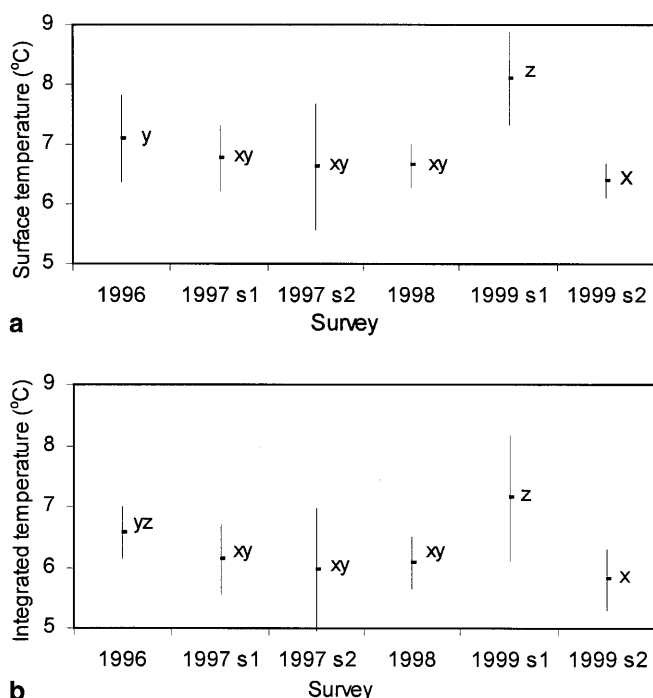 9
8
7
6
5
Surface temperature (ºC)
y
xy
xy
xy
z
x
1996
1997 s1
1997 s2
1998
1999 s1
1999 s2
Survey
a
9
8
7
6
5
Integrated temperature (ºC)
yz
xy
xy
xy
z
x
1996
1997 s1
1997 s2
1998
1999 s1
1999 s2
Survey
b